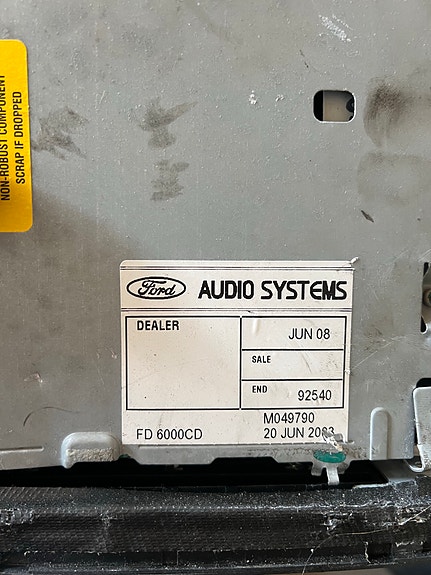 NON-ROBUST COMPONENT
SCRAP IF DROPPED
Ford AUDIO SYSTEMS
DEALER
JUN 08
SALE
END 92540
M049790
FD 6000CD 20 JUN